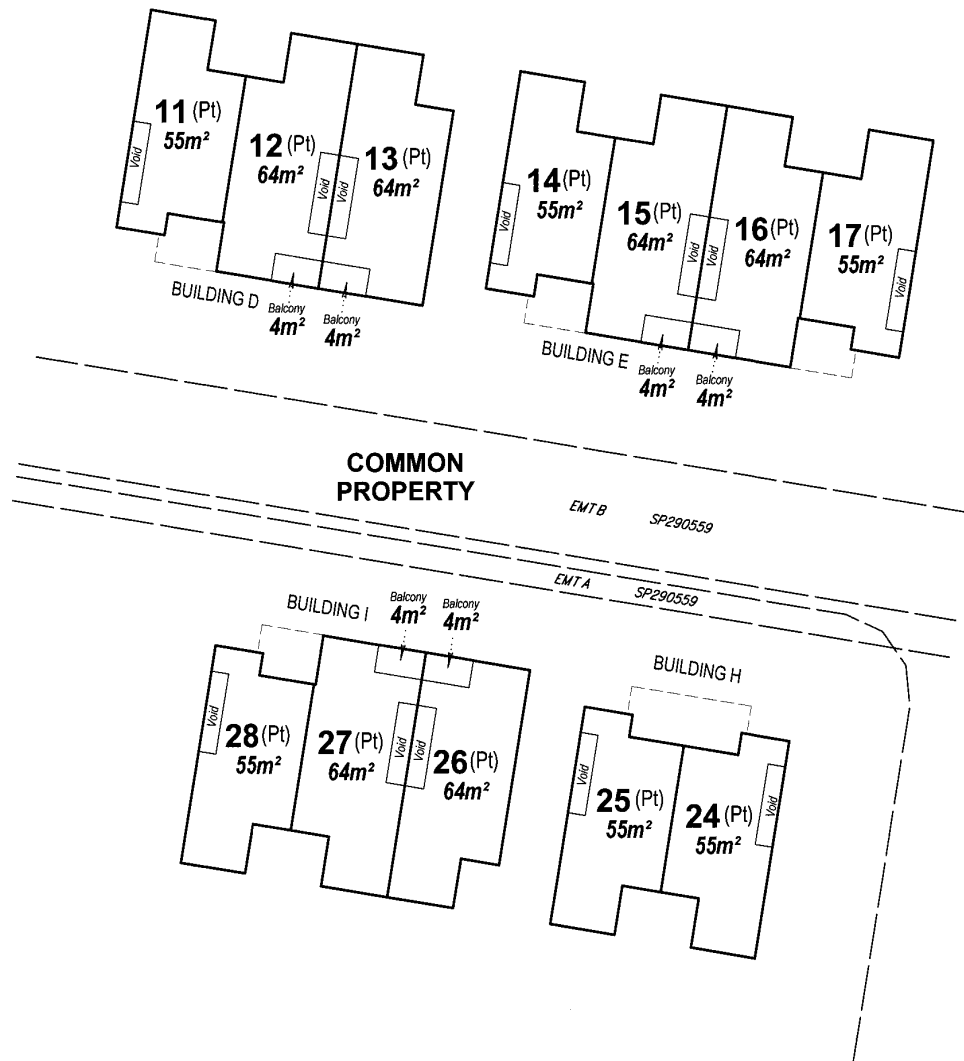 11 (Pt)
55m²
Void
12 (Pt)
64m²
Void
13 (Pt)
64m²
Void
BUILDING D
Balcony
4m²
Balcony
4m²
14 (Pt)
55m²
Void
15 (Pt)
64m²
Void
16 (Pt)
64m²
Void
17 (Pt)
55m²
Void
BUILDING E
Balcony
4m²
Balcony
4m²
COMMON
PROPERTY
EMT B SP290559
EMT A SP290559
BUILDING I
Balcony
4m²
Balcony
4m²
28 (Pt)
55m²
Void
27 (Pt)
64m²
Void
26 (Pt)
64m²
Void
BUILDING H
25 (Pt)
55m²
Void
24 (Pt)
55m²
Void